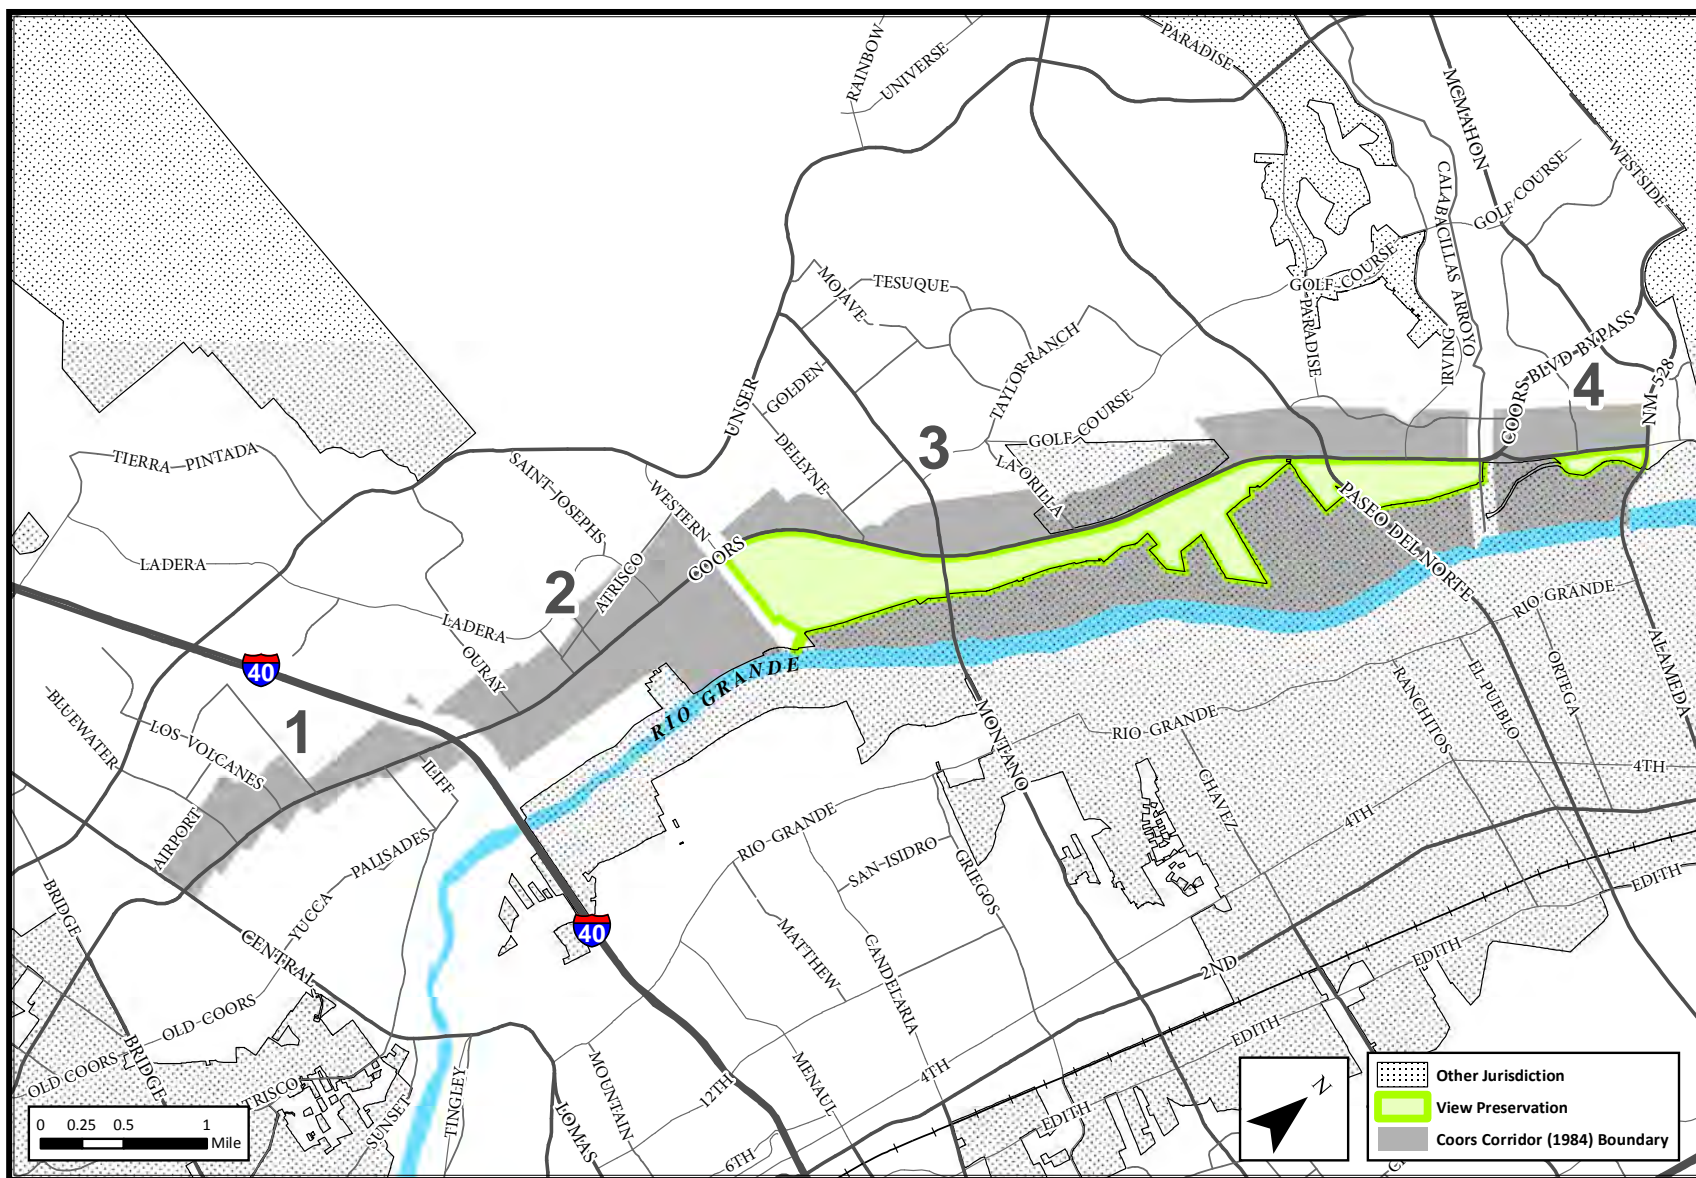 PARADISE
RAINBOW
UNIVERSE
MCMAHON
WESTSIDE
GOLF COURSE
CALABACILLAS ARROYO
GOLF COURSE
PARADISE
IRVING
COORS BLVD BYPASS
NM 528
4
MOJAVE
TESUQUE
TAYLOR RANCH
GOLF COURSE
GOLDEN
UNSER
DELLYNE
3
LA ORILLA
TIERRA PINTADA
SAINT JOSEPHS
WESTERN
COORS
PASEO DEL NORTE
LADERA
2
ATRISCO
LADERA
OURAY
RIO GRANDE
RIO GRANDE
40
BLUEWATER
LOS VOLCANES
1
ILIFF
AIRPORT
MONTANO
RIO GRANDE
RANCHITOS
EL PUEBLO
ORTEGA
ALAMEDA
4TH
CHAVEZ
4TH
BRIDGE
YUCCA
PALISADES
RIO GRANDE
SAN ISIDRO
GRIEGOS
EDITH
CENTRAL
40
MATTHEW
CANDELARIA
2ND
EDITH
OLD COORS
BRIDGE
OLD COORS
TRISCO
SUNSET
TINGLEY
LOMAS
MOUNTAIN
12TH
MENAUL
4TH
6TH
EDITH
EDITH
N
0 0.25 0.5 1
Mile
Other Jurisdiction
View Preservation
Coors Corridor (1984) Boundary